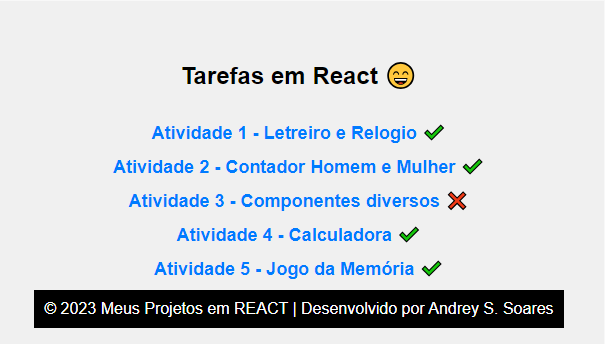 Tarefas em React 😄
Atividade 1 - Letreiro e Relogio ✔
Atividade 2 - Contador Homem e Mulher ✔
Atividade 3 - Componentes diversos ❌
Atividade 4 - Calculadora ✔
Atividade 5 - Jogo da Memória ✔
© 2023 Meus Projetos em REACT | Desenvolvido por Andrey S. Soares